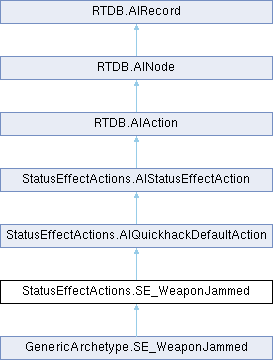 RTDB.AIRecord
RTDB.AINode
RTDB.AIAction
StatusEffectActions.AIStatusEffectAction
StatusEffectActions.AIQuickhackDefaultAction
StatusEffectActions.SE_WeaponJammed
GenericArchetype.SE_WeaponJammed